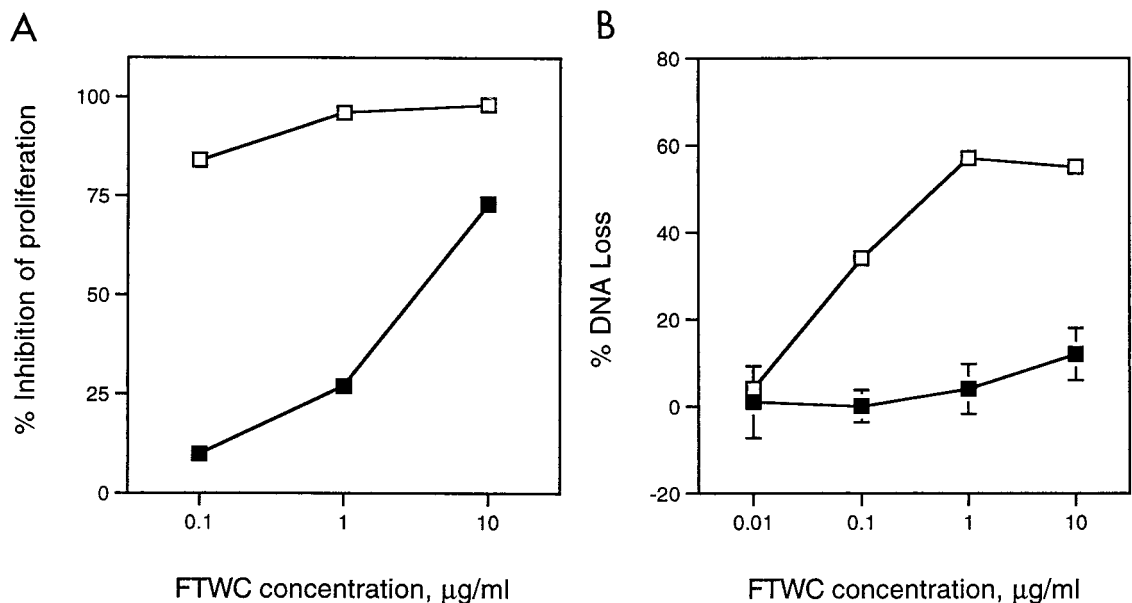 A
% Inhibition of proliferation
100
75
50
25
0
0.1 1 10
FTWC concentration, μg/ml
B
% DNA Loss
80
60
40
20
0
-20
0.01 0.1 1 10
FTWC concentration, μg/ml